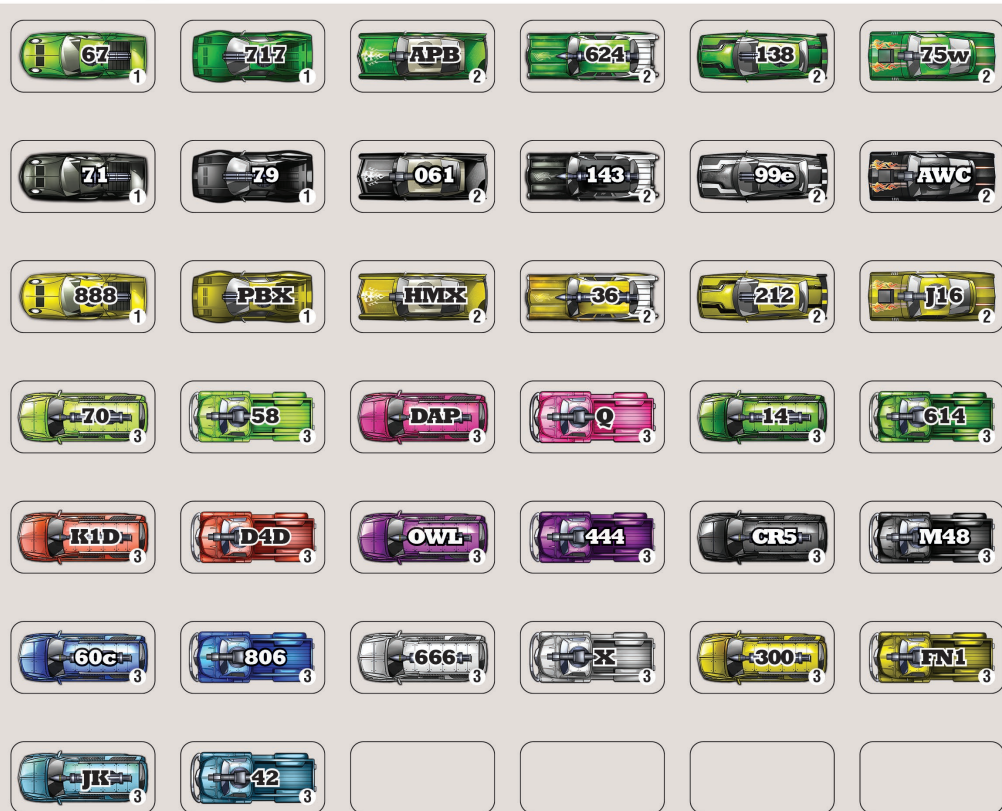 67 1 717 1 APB 2 624 2 138 2 75w 2
71 1 79 1 061 2 143 2 99e 2 AWC 2
888 1 PBX 1 HMX 2 36 2 212 2 J16 2
70 3 58 3 DAP 3 Q 3 14 3 614 3
K1D 3 D4D 3 OWL 3 444 3 CR5 3 M48 3
60c 3 806 3 666 3 X 3 300 3 FN1 3
JK 3 42 3